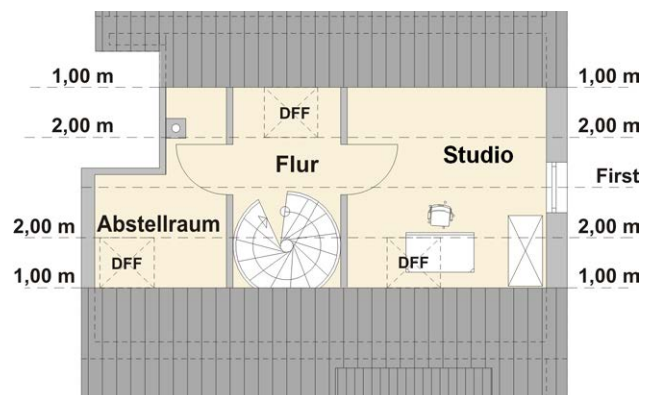 1,00 m
1,00 m
DFF
2,00 m
2,00 m
Flur
Studio
First
Abstellraum
2,00 m
2,00 m
DFF
DFF
1,00 m
1,00 m